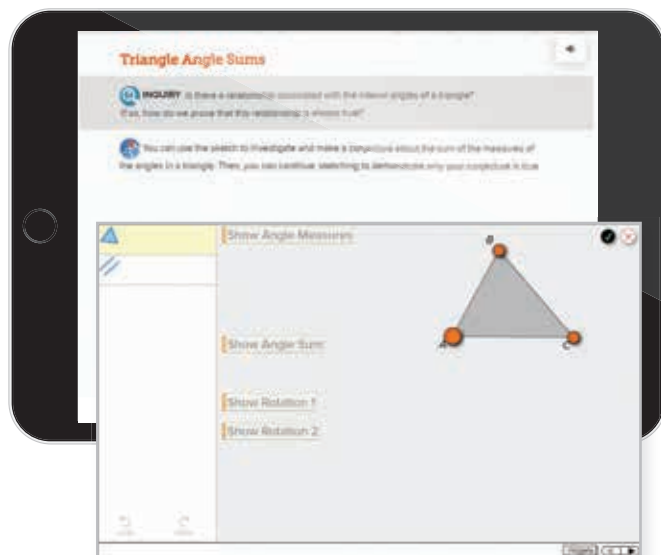 Triangle Angle Sums
INQUIRY Is there a relationship associated with the interior angles of a triangle?
If so, how do we prove that this relationship is always true?
You can use the sketch to investigate and make a conjecture about the sum of the measures of
the angles in a triangle. Then, you can continue sketching to demonstrate why your conjecture is true
Show Angle Measures
B
A
C
Show Angle Sum
Show Rotation 1
Show Rotation 2